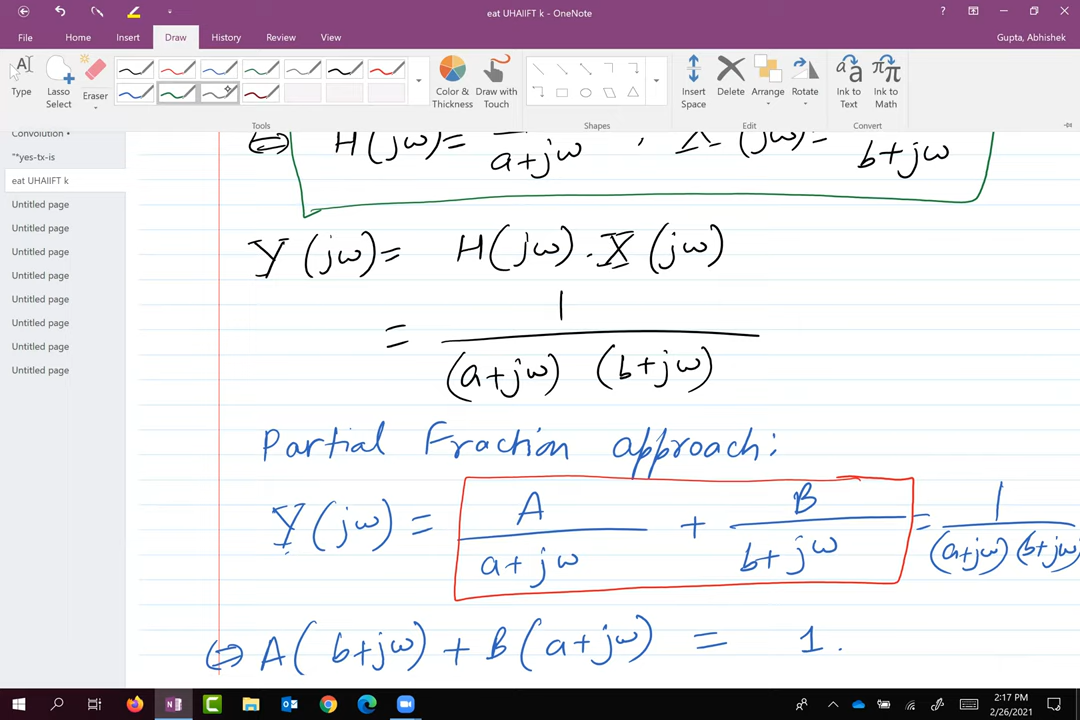 eat UHAIIFT k - OneNote
File Home Insert Draw History Review View
Gupta, Abhishek
Type
Lasso Select
Eraser
Color & Thickness
Draw with Touch
Insert Space
Delete
Arrange
Rotate
Ink to Text
Ink to Math
Tools
Shapes
Edit
Convert
Convolution
"*yes-tx-is
eat UHAIIFT k
Untitled page
Untitled page
Untitled page
Untitled page
Untitled page
Untitled page
Untitled page
Untitled page
⇔ H(jω)= / (a+jω) , X(jω)= / (b+jω)
Y(jω)= H(jω) . X(jω)
= 1 / (a+jω) (b+jω)
Partial Fraction approach:
Y(jω) = A / (a+jω) + B / (b+jω) = 1 / (a+jω)(b+jω)
⇔ A(b+jω) + B(a+jω) = 1.
2:17 PM
2/26/2021